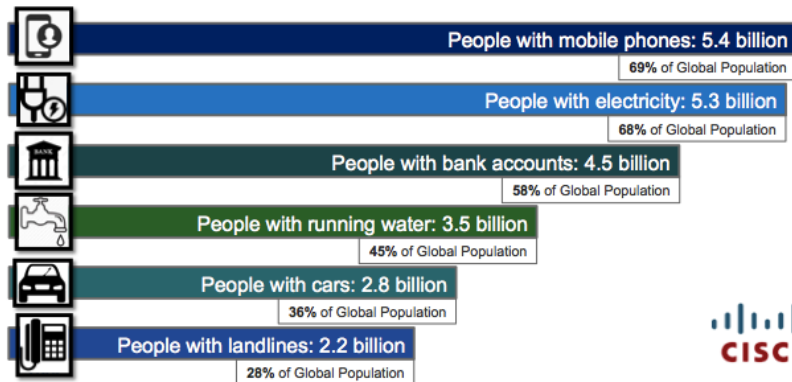 People with mobile phones: 5.4 billion
69% of Global Population
People with electricity: 5.3 billion
68% of Global Population
BANK
People with bank accounts: 4.5 billion
58% of Global Population
People with running water: 3.5 billion
45% of Global Population
People with cars: 2.8 billion
36% of Global Population
People with landlines: 2.2 billion
28% of Global Population
CISC